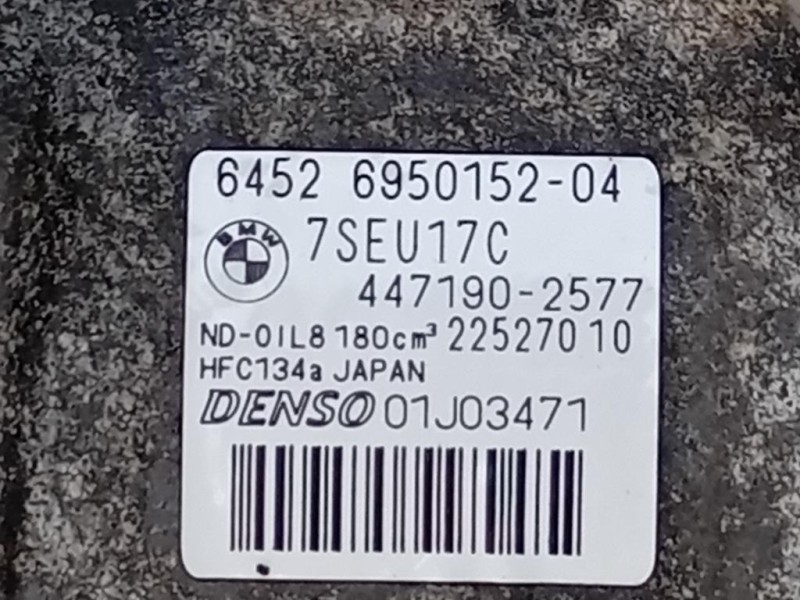 6452 6950152-04
BMW
7SEU17C
447190-2577
ND-OIL8 180cm³ 22527010
HFC134a JAPAN
DENSO 01J03471